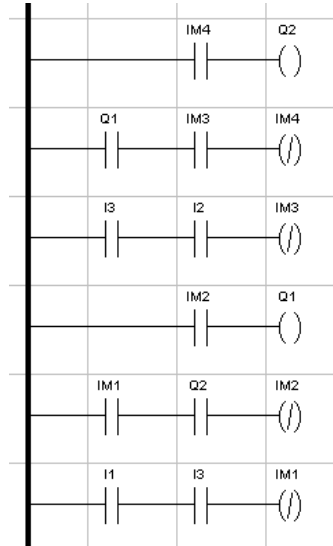 IM4 Q2
Q1 IM3 IM4
I3 I2 IM3
IM2 Q1
IM1 Q2 IM2
I1 I3 IM1